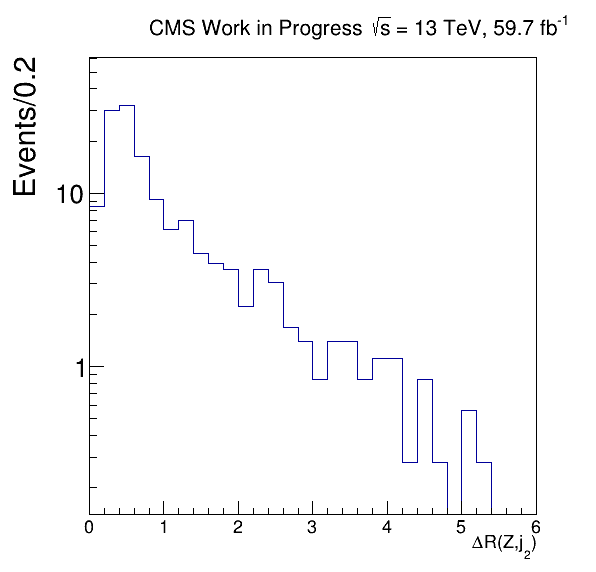 CMS Work in Progress √s = 13 TeV, 59.7 fb⁻¹
Events/0.2
10
1
0 1 2 3 4 5 6
ΔR(Z,j₂)